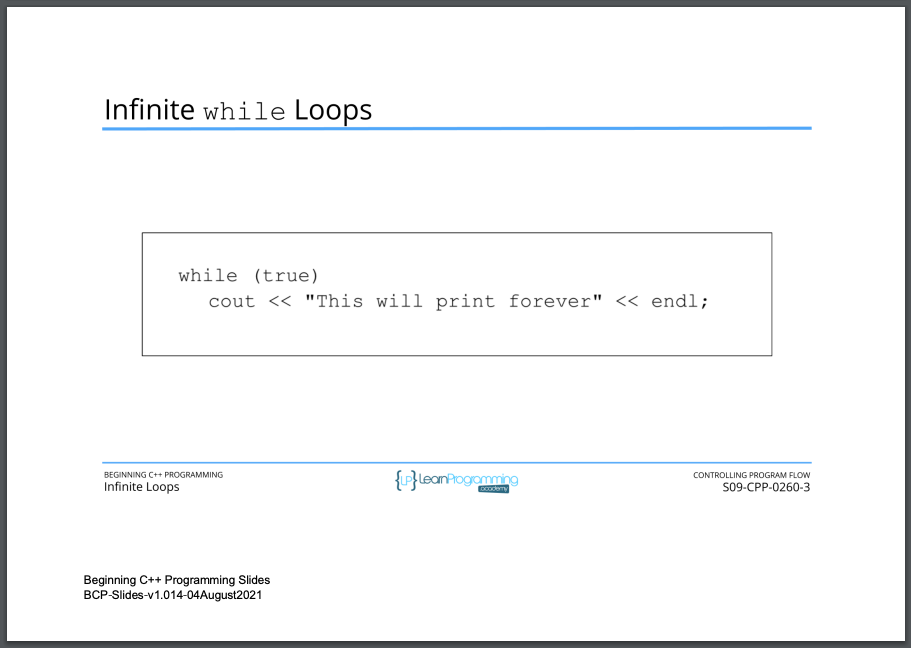 Infinite while Loops
while (true)
cout << "This will print forever" << endl;
BEGINNING C++ PROGRAMMING
Infinite Loops
{LP} LearnProgramming
academy
CONTROLLING PROGRAM FLOW
S09-CPP-0260-3
Beginning C++ Programming Slides
BCP-Slides-v1.014-04August2021